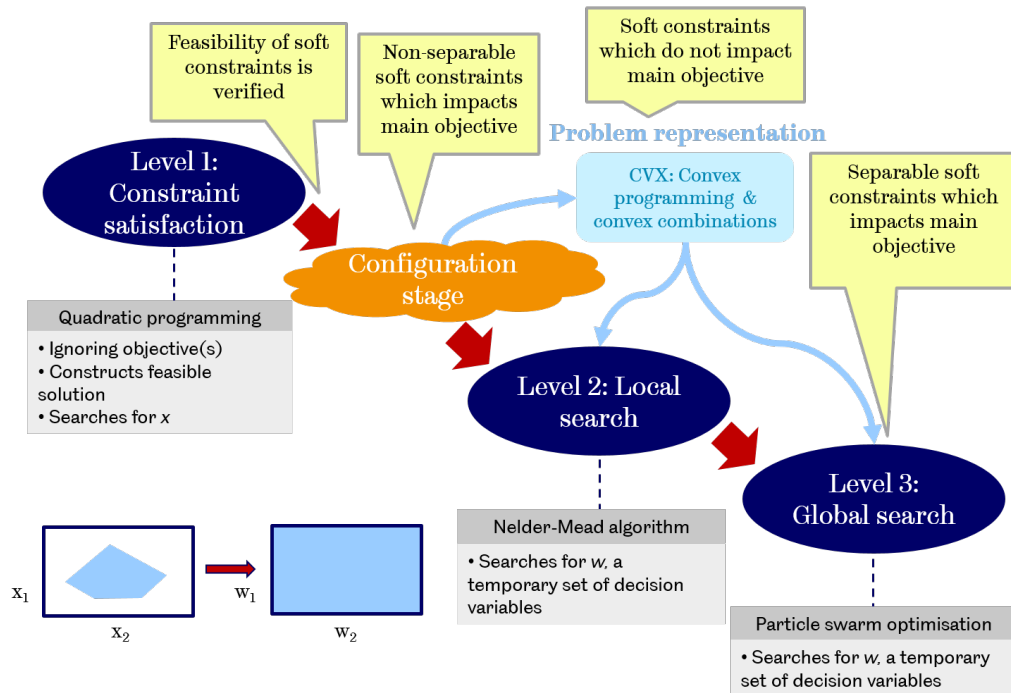 Feasibility of soft
constraints is
verified
Non-separable
soft constraints
which impacts
main objective
Soft constraints
which do not impact
main objective
Problem representation
Level 1:
Constraint
satisfaction
CVX: Convex
programming &
convex combinations
Separable soft
constraints which
impacts main
objective
Configuration
stage
Quadratic programming
• Ignoring objective(s)
• Constructs feasible
solution
• Searches for x
Level 2: Local
search
Level 3:
Global search
Nelder-Mead algorithm
• Searches for w, a
temporary set of decision
variables
x1
x2
w1
w2
Particle swarm optimisation
• Searches for w, a temporary
set of decision variables